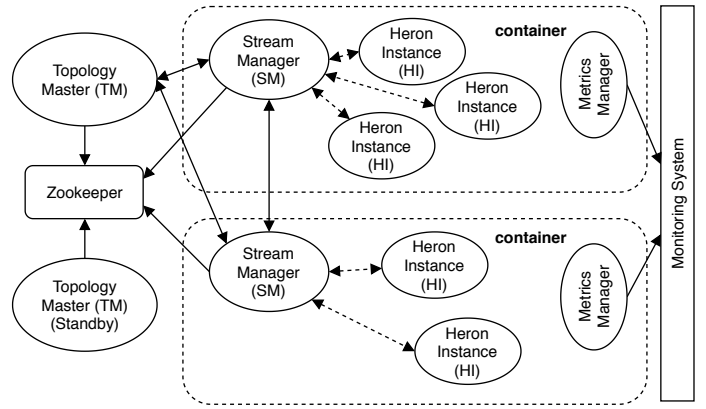 Topology
Master (TM)
Zookeeper
Topology
Master (TM)
(Standby)
container
Stream
Manager
(SM)
Heron
Instance
(HI)
Heron
Instance
(HI)
Heron
Instance
(HI)
Metrics
Manager
container
Stream
Manager
(SM)
Heron
Instance
(HI)
Heron
Instance
(HI)
Metrics
Manager
Monitoring System